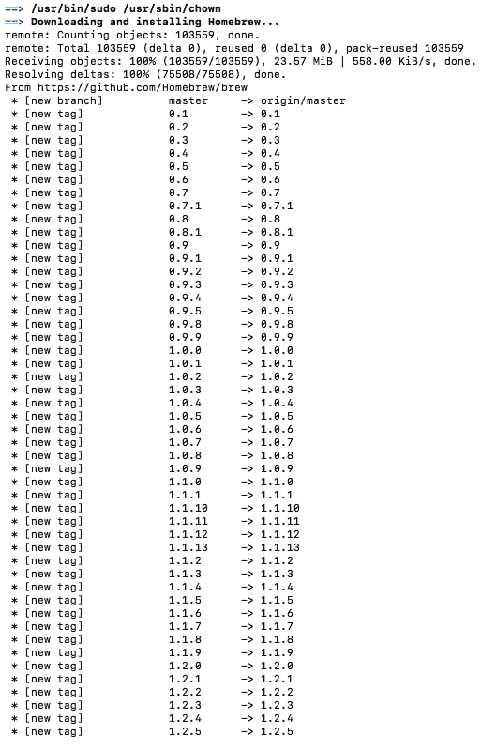 ==> /usr/bin/sudo /usr/sbin/chown
==> Downloading and installing Homebrew...
remote: Counting objects: 103559, done.
remote: Total 103559 (delta 0), reused 0 (delta 0), pack-reused 103559
Receiving objects: 100% (103559/103559), 23.57 MiB | 558.00 KiB/s, done.
Resolving deltas: 100% (75508/75508), done.
From https://github.com/Homebrew/brew
* [new branch] master -> origin/master
* [new tag] 0.1 -> 0.1
* [new tag] 0.2 -> 0.2
* [new tag] 0.3 -> 0.3
* [new tag] 0.4 -> 0.4
* [new tag] 0.5 -> 0.5
* [new tag] 0.6 -> 0.6
* [new tag] 0.7 -> 0.7
* [new tag] 0.7.1 -> 0.7.1
* [new tag] 0.8 -> 0.8
* [new tag] 0.8.1 -> 0.8.1
* [new tag] 0.9 -> 0.9
* [new tag] 0.9.1 -> 0.9.1
* [new tag] 0.9.2 -> 0.9.2
* [new tag] 0.9.3 -> 0.9.3
* [new tag] 0.9.4 -> 0.9.4
* [new tag] 0.9.5 -> 0.9.5
* [new tag] 0.9.8 -> 0.9.8
* [new tag] 0.9.9 -> 0.9.9
* [new tag] 1.0.0 -> 1.0.0
* [new tag] 1.0.1 -> 1.0.1
* [new tag] 1.0.2 -> 1.0.2
* [new tag] 1.0.3 -> 1.0.3
* [new tag] 1.0.4 -> 1.0.4
* [new tag] 1.0.5 -> 1.0.5
* [new tag] 1.0.6 -> 1.0.6
* [new tag] 1.0.7 -> 1.0.7
* [new tag] 1.0.8 -> 1.0.8
* [new tag] 1.0.9 -> 1.0.9
* [new tag] 1.1.0 -> 1.1.0
* [new tag] 1.1.1 -> 1.1.1
* [new tag] 1.1.10 -> 1.1.10
* [new tag] 1.1.11 -> 1.1.11
* [new tag] 1.1.12 -> 1.1.12
* [new tag] 1.1.13 -> 1.1.13
* [new tag] 1.1.2 -> 1.1.2
* [new tag] 1.1.3 -> 1.1.3
* [new tag] 1.1.4 -> 1.1.4
* [new tag] 1.1.5 -> 1.1.5
* [new tag] 1.1.6 -> 1.1.6
* [new tag] 1.1.7 -> 1.1.7
* [new tag] 1.1.8 -> 1.1.8
* [new tag] 1.1.9 -> 1.1.9
* [new tag] 1.2.0 -> 1.2.0
* [new tag] 1.2.1 -> 1.2.1
* [new tag] 1.2.2 -> 1.2.2
* [new tag] 1.2.3 -> 1.2.3
* [new tag] 1.2.4 -> 1.2.4
* [new tag] 1.2.5 -> 1.2.5